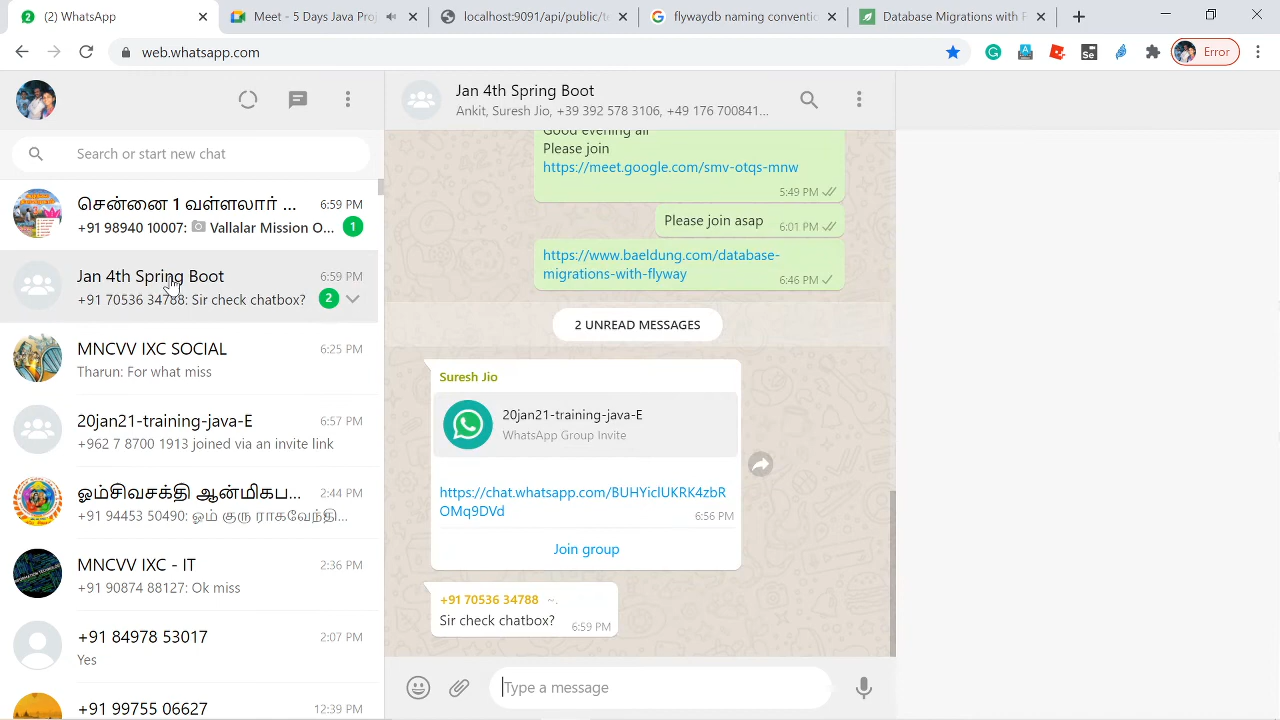 (2) WhatsApp
Meet - 5 Days Java Proj
localhost:9091/api/public/te
flywaydb naming conventio
Database Migrations with F
web.whatsapp.com
Error
Search or start new chat
சென்னை 1 வள்ளலார் ...
6:59 PM
+91 98940 10007: Vallalar Mission O...
1
Jan 4th Spring Boot
6:59 PM
+91 70536 34788: Sir check chatbox?
2
MNCVV IXC SOCIAL
6:25 PM
Tharun: For what miss
20jan21-training-java-E
6:57 PM
+962 7 8700 1913 joined via an invite link
ஓம்சிவசக்தி ஆன்மிகப...
2:44 PM
+91 94453 50490: ஓம் குரு ராகவேந்தி...
MNCVV IXC - IT
2:36 PM
+91 90874 88127: Ok miss
+91 84978 53017
2:07 PM
Yes
+91 99755 06627
12:39 PM
Jan 4th Spring Boot
Ankit, Suresh Jio, +39 392 578 3106, +49 176 700841...
Good evening all
Please join
https://meet.google.com/smv-otqs-mnw
5:49 PM
Please join asap
6:01 PM
https://www.baeldung.com/database-
migrations-with-flyway
6:46 PM
2 UNREAD MESSAGES
Suresh Jio
20jan21-training-java-E
WhatsApp Group Invite
https://chat.whatsapp.com/BUHYiclUKRK4zbR
OMq9DVd
6:56 PM
Join group
+91 70536 34788 ~.
Sir check chatbox?
6:59 PM
Type a message